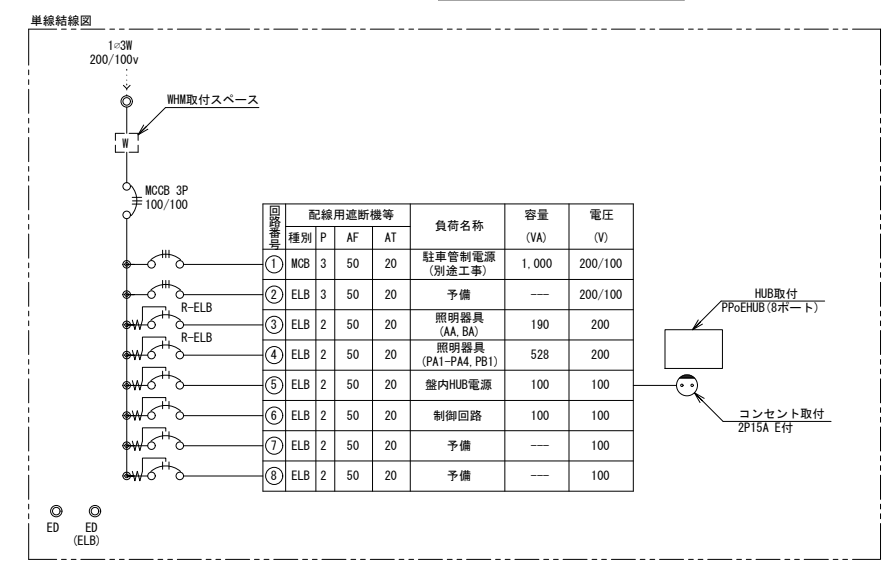 単線結線図
1∅3W
200/100v
WHM取付スペース
W
MCCB 3P
100/100
回路番号 配線用遮断機等 負荷名称 容量 電圧
種別 P AF AT (VA) (V)
① MCB 3 50 20 駐車管制電源 1,000 200/100
(別途工事)
② ELB 3 50 20 予備 --- 200/100
R-ELB
③ ELB 2 50 20 照明器具 190 200
(AA,BA)
R-ELB
④ ELB 2 50 20 照明器具 528 200
(PA1-PA4,PB1)
⑤ ELB 2 50 20 盤内HUB電源 100 100
⑥ ELB 2 50 20 制御回路 100 100
⑦ ELB 2 50 20 予備 --- 100
⑧ ELB 2 50 20 予備 --- 100
HUB取付
PPoEHUB(8ポート)
コンセント取付
2P15A E付
ED ED
(ELB)